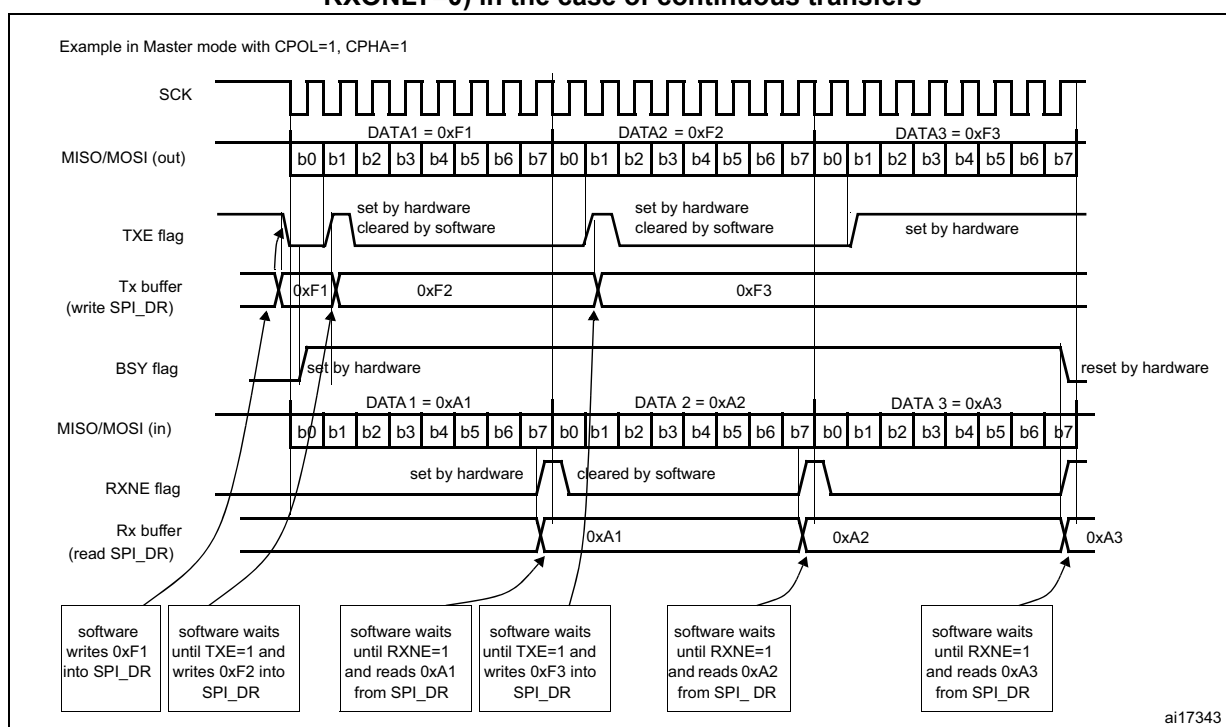 RXONLY=0) in the case of continuous transfers
Example in Master mode with CPOL=1, CPHA=1
SCK
DATA1 = 0xF1
DATA2 = 0xF2
DATA3 = 0xF3
MISO/MOSI (out)
b0 b1 b2 b3 b4 b5 b6 b7 b0 b1 b2 b3 b4 b5 b6 b7 b0 b1 b2 b3 b4 b5 b6 b7
TXE flag
set by hardware
cleared by software
set by hardware
cleared by software
set by hardware
Tx buffer
(write SPI_DR)
0xF1
0xF2
0xF3
BSY flag
set by hardware
reset by hardware
DATA1 = 0xA1
DATA 2 = 0xA2
DATA 3 = 0xA3
MISO/MOSI (in)
b0 b1 b2 b3 b4 b5 b6 b7 b0 b1 b2 b3 b4 b5 b6 b7 b0 b1 b2 b3 b4 b5 b6 b7
RXNE flag
set by hardware
cleared by software
Rx buffer
(read SPI_DR)
0xA1
0xA2
0xA3
software
writes 0xF1
into SPI_DR
software waits
until TXE=1 and
writes 0xF2 into
SPI_DR
software waits
until RXNE=1
and reads 0xA1
from SPI_DR
software waits
until TXE=1 and
writes 0xF3 into
SPI_DR
software waits
until RXNE=1
and reads 0xA2
from SPI_ DR
software waits
until RXNE=1
and reads 0xA3
from SPI_DR
ai17343